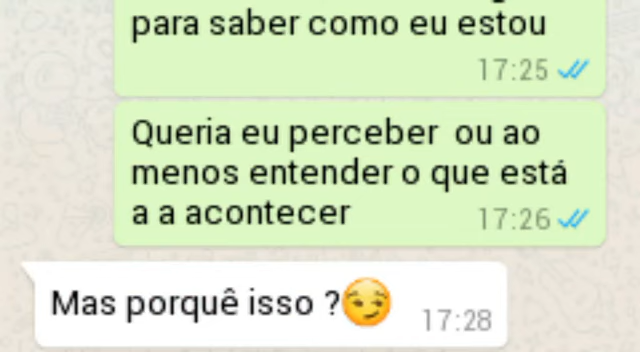 para saber como eu estou
17:25
Queria eu perceber ou ao
menos entender o que está
a a acontecer 17:26
Mas porquê isso ?😏 17:28